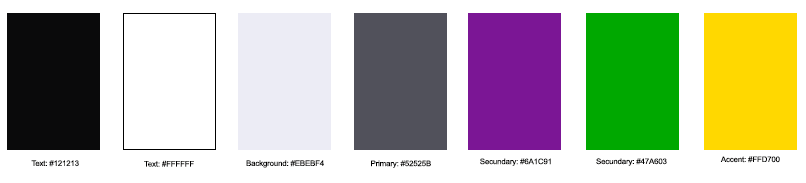 Text: #121213
Text: #FFFFFF
Background: #EBEBF4
Primary: #52525B
Secundary: #6A1C91
Secundary: #47A603
Accent: #FFD700